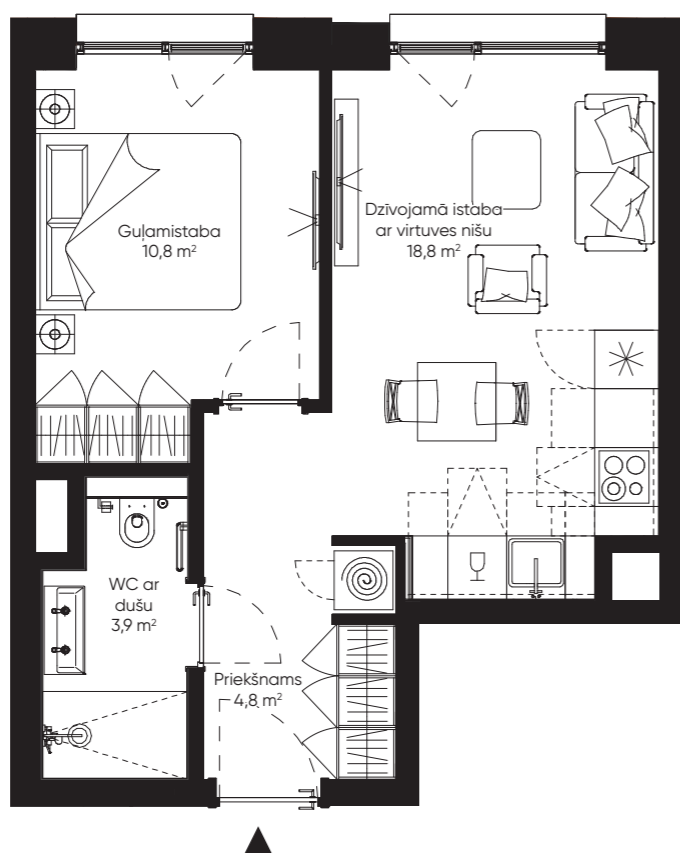 Guļamistaba
10,8 m²
Dzīvojamā istaba
ar virtuves nišu
18,8 m²
WC ar
dušu
3,9 m²
Priekšnams
4,8 m²